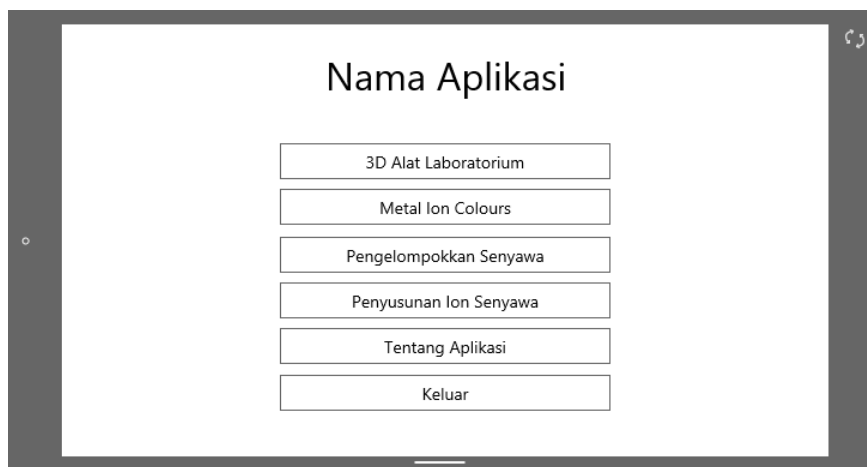 Nama Aplikasi
3D Alat Laboratorium
Metal Ion Colours
Pengelompokkan Senyawa
Penyusunan Ion Senyawa
Tentang Aplikasi
Keluar